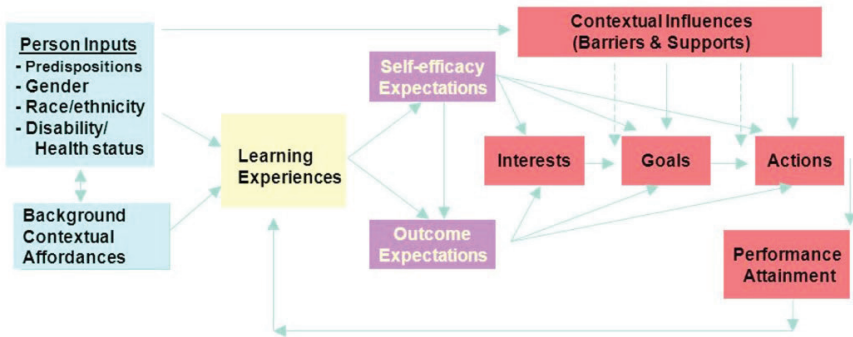 Person Inputs
- Predispositions
- Gender
- Race/ethnicity
- Disability/
Health status
Background
Contextual
Affordances
Learning
Experiences
Self-efficacy
Expectations
Outcome
Expectations
Contextual Influences
(Barriers & Supports)
Interests
Goals
Actions
Performance
Attainment